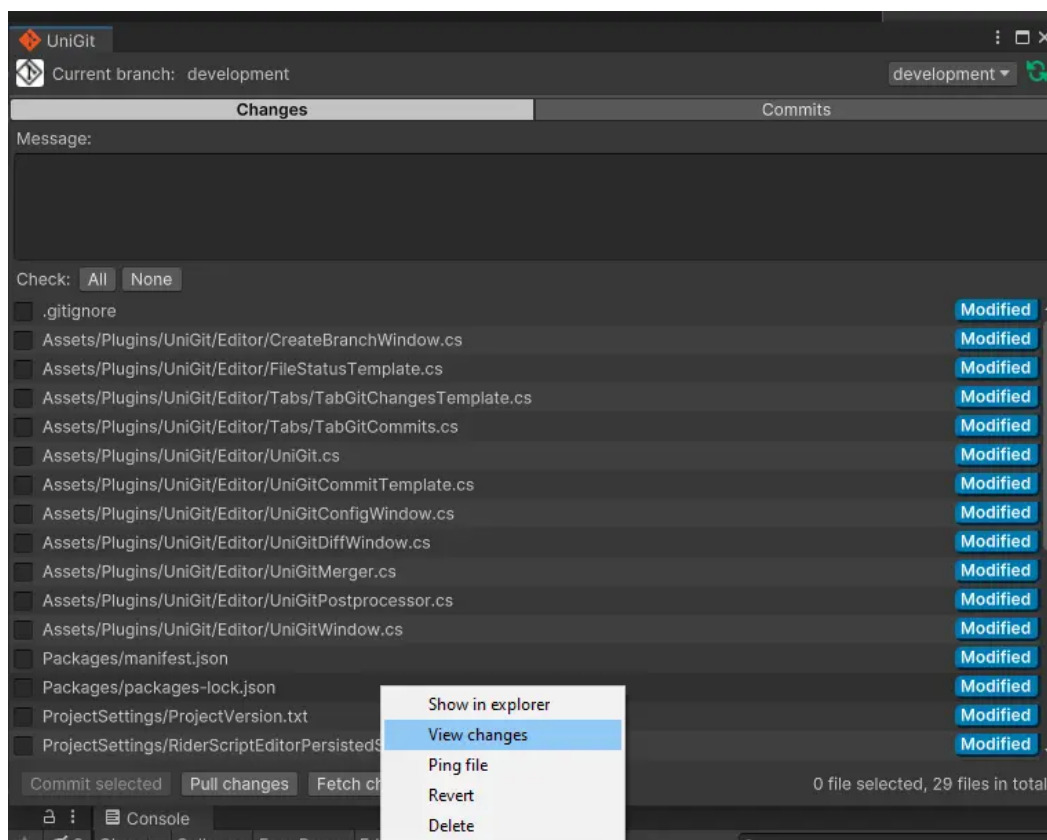 UniGit
Current branch: development
development
Changes
Commits
Message:
Check: All None
.gitignore Modified
Assets/Plugins/UniGit/Editor/CreateBranchWindow.cs Modified
Assets/Plugins/UniGit/Editor/FileStatusTemplate.cs Modified
Assets/Plugins/UniGit/Editor/Tabs/TabGitChangesTemplate.cs Modified
Assets/Plugins/UniGit/Editor/Tabs/TabGitCommits.cs Modified
Assets/Plugins/UniGit/Editor/UniGit.cs Modified
Assets/Plugins/UniGit/Editor/UniGitCommitTemplate.cs Modified
Assets/Plugins/UniGit/Editor/UniGitConfigWindow.cs Modified
Assets/Plugins/UniGit/Editor/UniGitDiffWindow.cs Modified
Assets/Plugins/UniGit/Editor/UniGitMerger.cs Modified
Assets/Plugins/UniGit/Editor/UniGitPostprocessor.cs Modified
Assets/Plugins/UniGit/Editor/UniGitWindow.cs Modified
Packages/manifest.json Modified
Packages/packages-lock.json Modified
ProjectSettings/ProjectVersion.txt Modified
ProjectSettings/RiderScriptEditorPersistedS Modified
Show in explorer
View changes
Ping file
Revert
Delete
Commit selected Pull changes Fetch ch
0 file selected, 29 files in total
Console